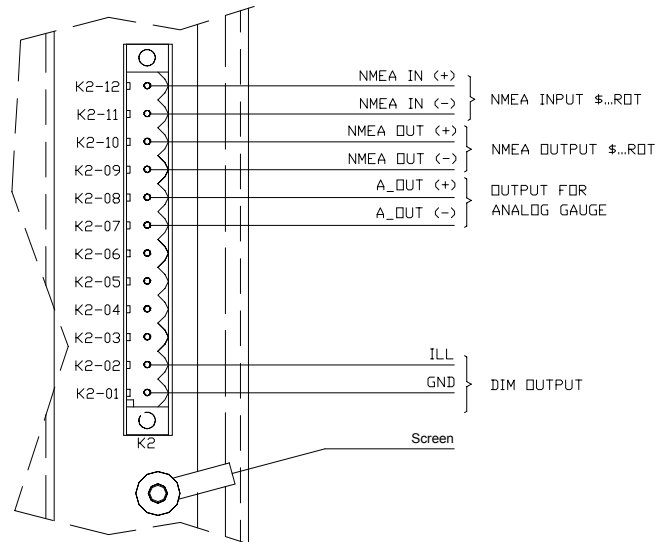 K2-12 NMEA IN (+)
K2-11 NMEA IN (-)
NMEA INPUT $...ROT
K2-10 NMEA OUT (+)
K2-09 NMEA OUT (-)
NMEA OUTPUT $...ROT
K2-08 A_OUT (+)
K2-07 A_OUT (-)
OUTPUT FOR
ANALOG GAUGE
K2-06
K2-05
K2-04
K2-03
K2-02 ILL
K2-01 GND
DIM OUTPUT
K2
Screen